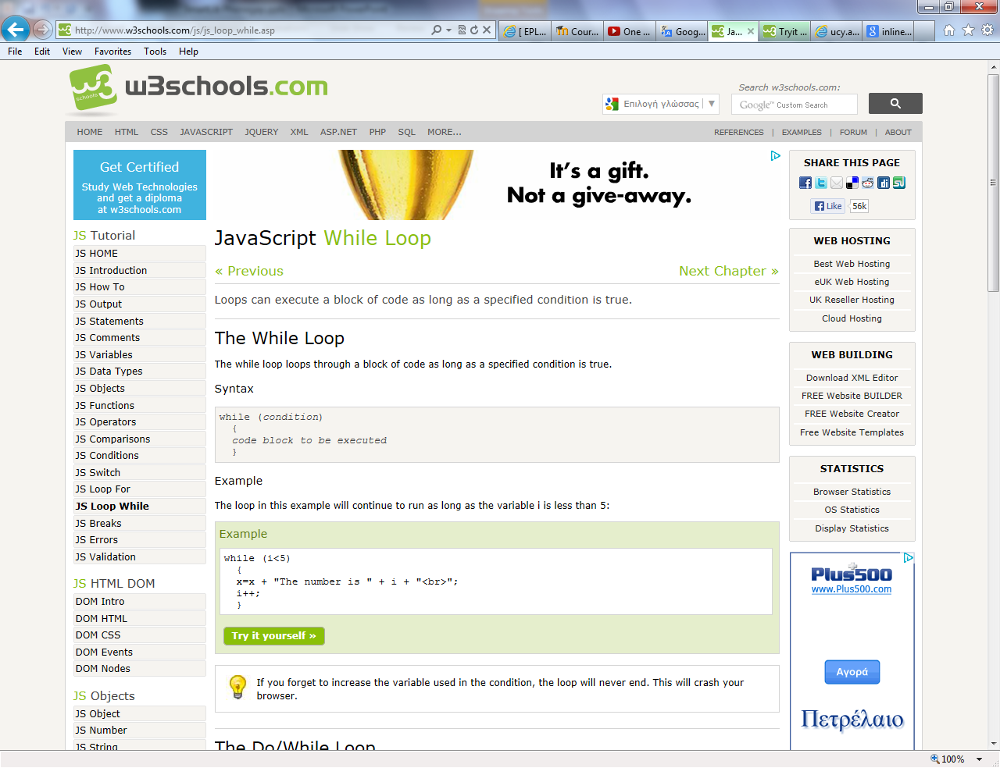 http://www.w3schools.com/js/js_loop_while.asp
[ EPL...
Cour...
One ...
Goog...
Ja...
Tryit ...
ucy.a...
inline...
File Edit View Favorites Tools Help
w3schools.com
Search w3schools.com:
Επιλογή γλώσσας
Google™ Custom Search
HOME HTML CSS JAVASCRIPT JQUERY XML ASP.NET PHP SQL MORE...
REFERENCES | EXAMPLES | FORUM | ABOUT
Get Certified
Study Web Technologies
and get a diploma
at w3schools.com
JS Tutorial
JS HOME
JS Introduction
JS How To
JS Output
JS Statements
JS Comments
JS Variables
JS Data Types
JS Objects
JS Functions
JS Operators
JS Comparisons
JS Conditions
JS Switch
JS Loop For
JS Loop While
JS Breaks
JS Errors
JS Validation
JS HTML DOM
DOM Intro
DOM HTML
DOM CSS
DOM Events
DOM Nodes
JS Objects
JS Object
JS Number
JS String
It's a gift.
Not a give-away.
JavaScript While Loop
« Previous
Next Chapter »
Loops can execute a block of code as long as a specified condition is true.
The While Loop
The while loop loops through a block of code as long as a specified condition is true.
Syntax
while (condition)
{
code block to be executed
}
Example
The loop in this example will continue to run as long as the variable i is less than 5:
Example
while (i<5)
{
x=x + "The number is " + i + "<br>";
i++;
}
Try it yourself »
If you forget to increase the variable used in the condition, the loop will never end. This will crash your
browser.
The Do/While Loop
SHARE THIS PAGE
Like 56k
WEB HOSTING
Best Web Hosting
eUK Web Hosting
UK Reseller Hosting
Cloud Hosting
WEB BUILDING
Download XML Editor
FREE Website BUILDER
FREE Website Creator
Free Website Templates
STATISTICS
Browser Statistics
OS Statistics
Display Statistics
Plus500
www.Plus500.com
Αγορά
Πετρέλαιο
100%